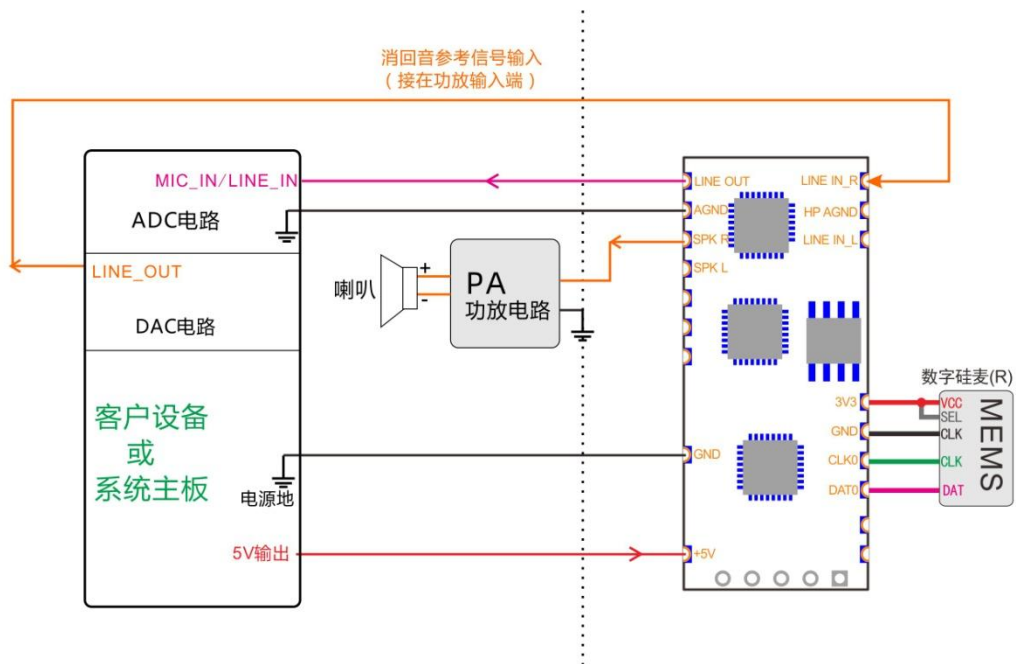 消回音参考信号输入
（接在功放输入端）
MIC_IN/LINE_IN
ADC电路
LINE_OUT
DAC电路
客户设备
或
系统主板
电源地
5V输出
喇叭
+
-
PA
功放电路
LINE OUT
AGND
SPK R
SPK L
GND
+5V
LINE IN_R
HP AGND
LINE IN_L
3V3
GND
CLK0
DAT0
数字硅麦(R)
VCC
SEL
CLK
CLK
DAT
MEMS